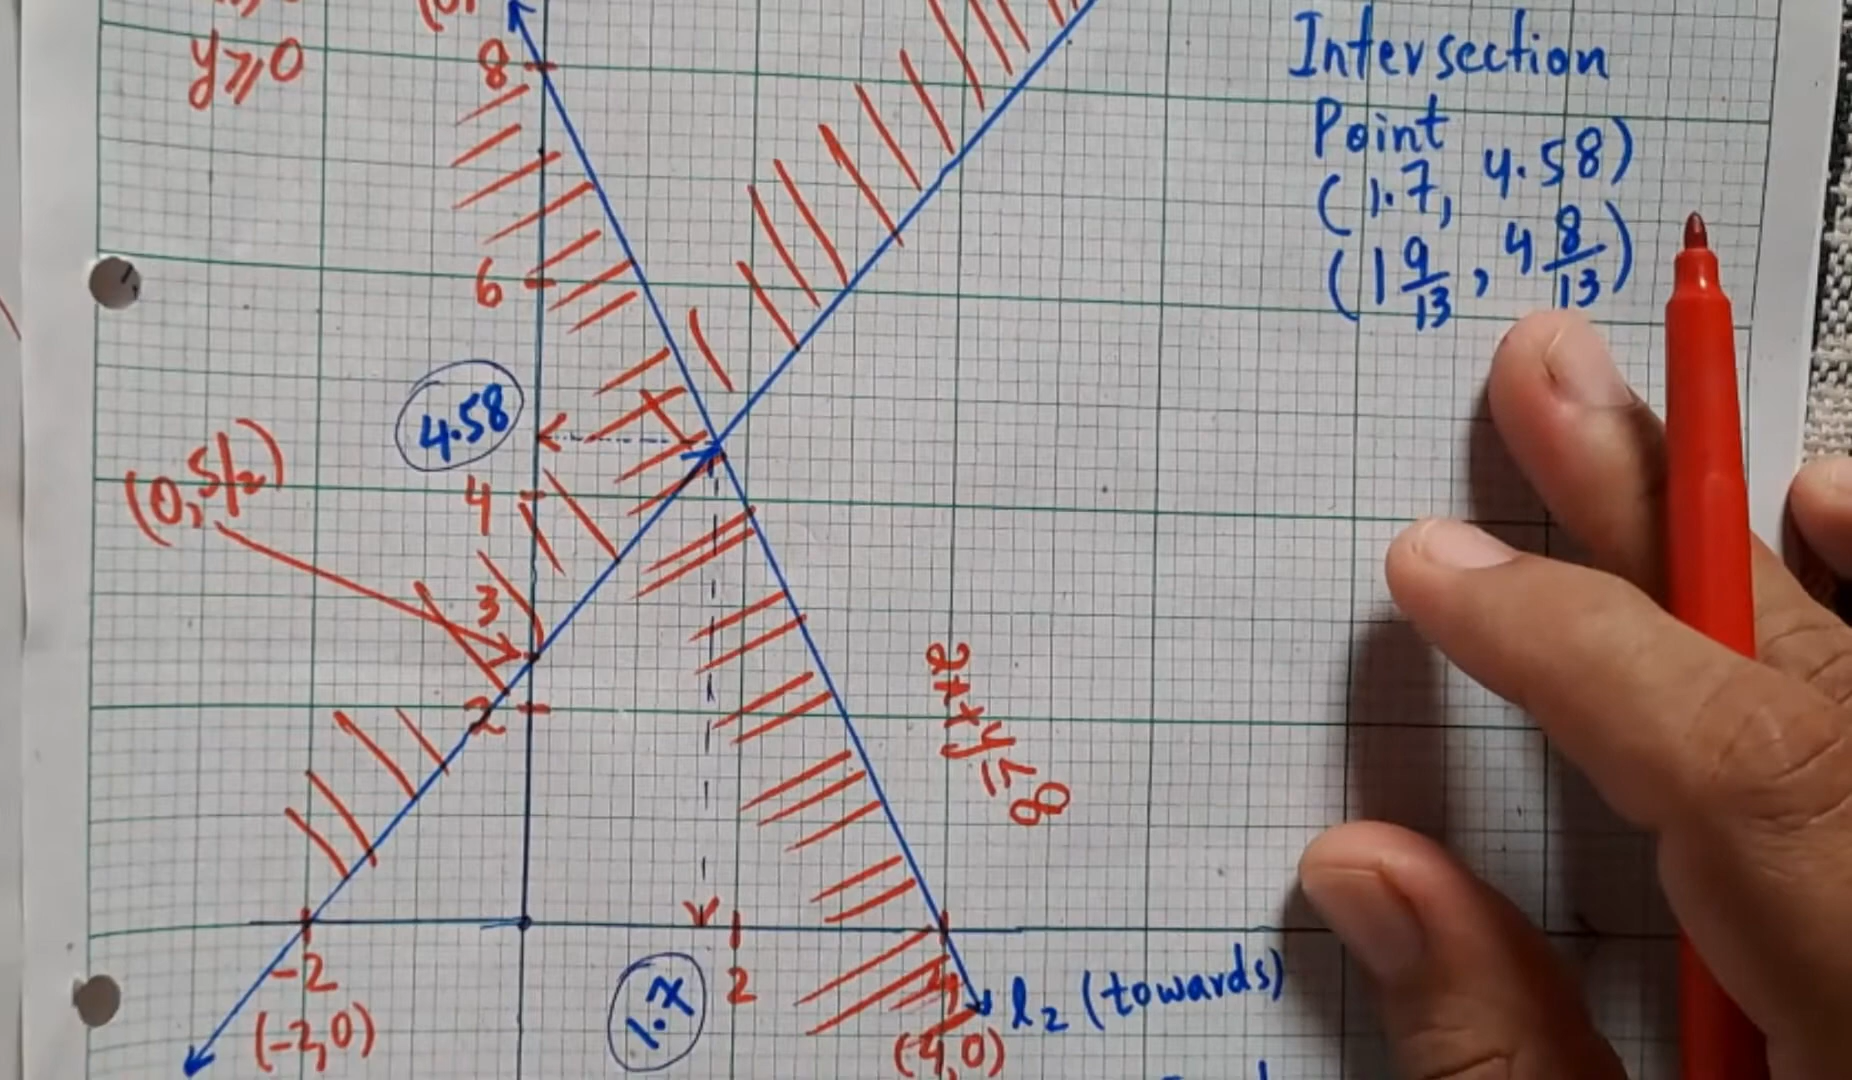 y⩾0
8
Intersection
Point
(1.7, 4.58)
(1 9/13, 4 8/13)
6
4.58
(0, 5/2)
4
3
2
2x+y≤8
-2
(-2,0)
1.7
2
4
(4,0)
l₂ (towards)